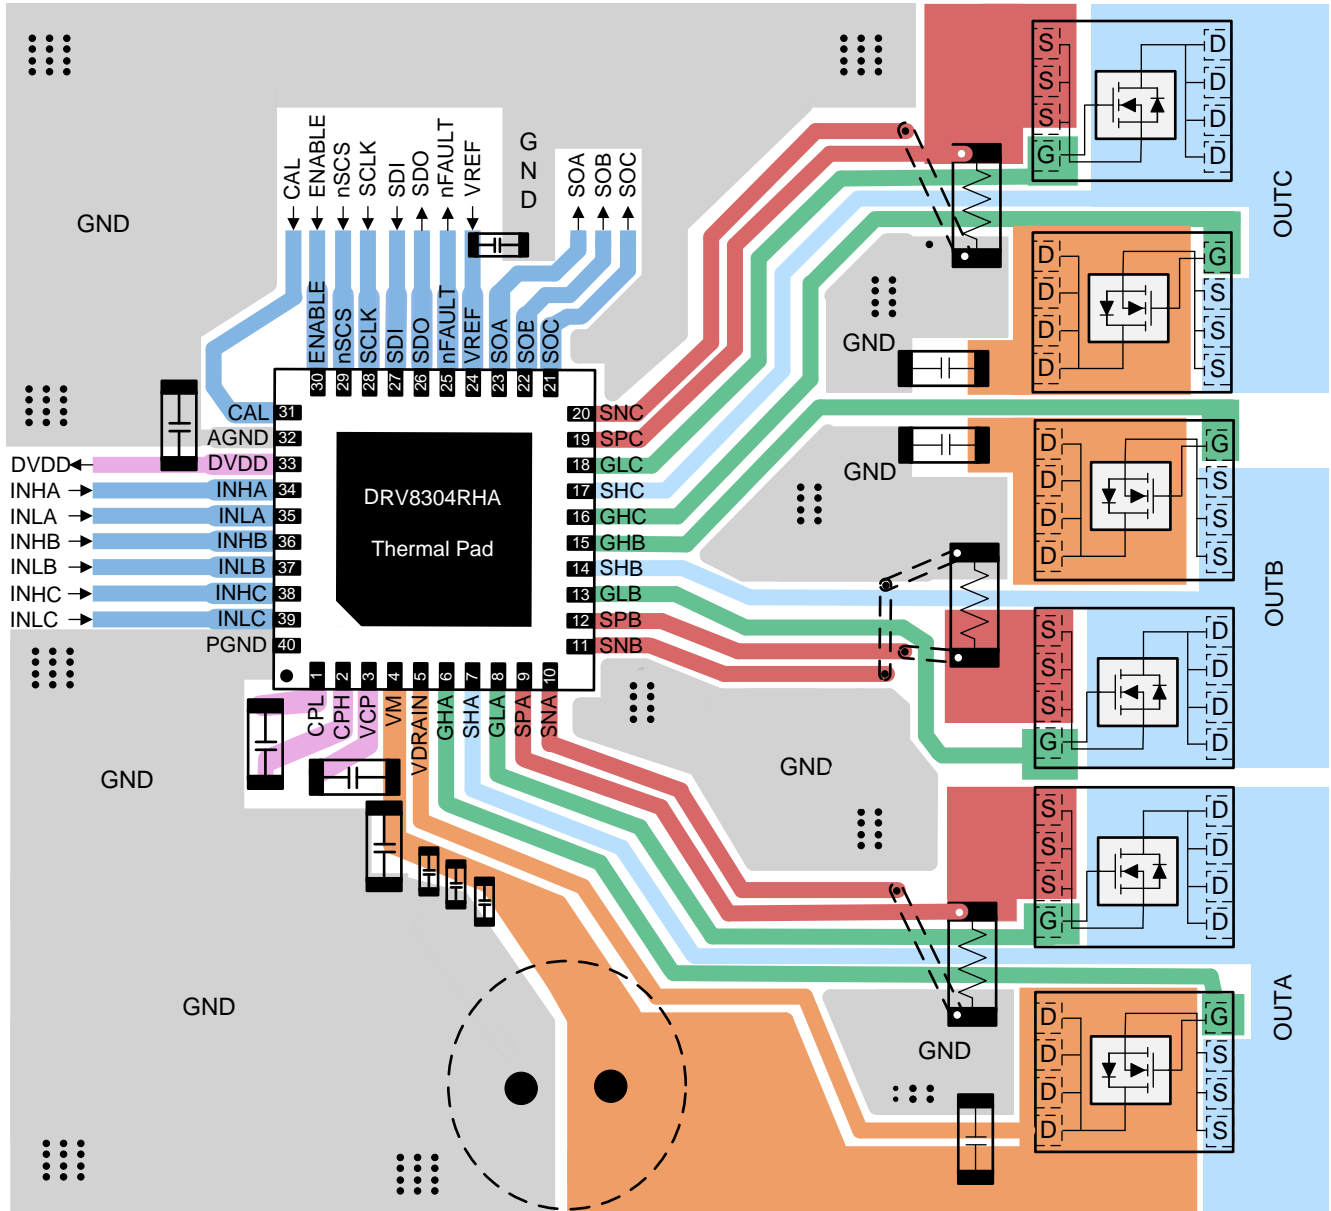 CAL
ENABLE
nSCS
SCLK
SDI
SDO
nFAULT
VREF
G
N
D
SOA
SOB
SOC
GND
ENABLE
nSCS
SCLK
SDI
SDO
nFAULT
VREF
SOA
SOB
SOC
30
29
28
27
26
25
24
23
22
21
CAL 31
AGND 32
DVDD DVDD 33
INHA INHA 34
INLA INLA 35
INHB INHB 36
INLB INLB 37
INHC INHC 38
INLC INLC 39
PGND 40
DRV8304RHA
Thermal Pad
20 SNC
19 SPC
18 GLC
17 SHC
16 GHC
15 GHB
14 SHB
13 GLB
12 SPB
11 SNB
1
2
3
4
5
6
7
8
9
10
CPL
CPH
VCP
VM
VDRAIN
GHA
SHA
GLA
SPA
SNA
S
S
S
G
D
D
D
D
OUTC
D
D
D
D
G
S
S
S
GND
GND
D
D
D
D
G
S
S
S
OUTB
S
S
S
G
GND
GND
S
S
S
G
D
D
D
D
OUTA
GND
GND
D
D
D
D
G
S
S
S